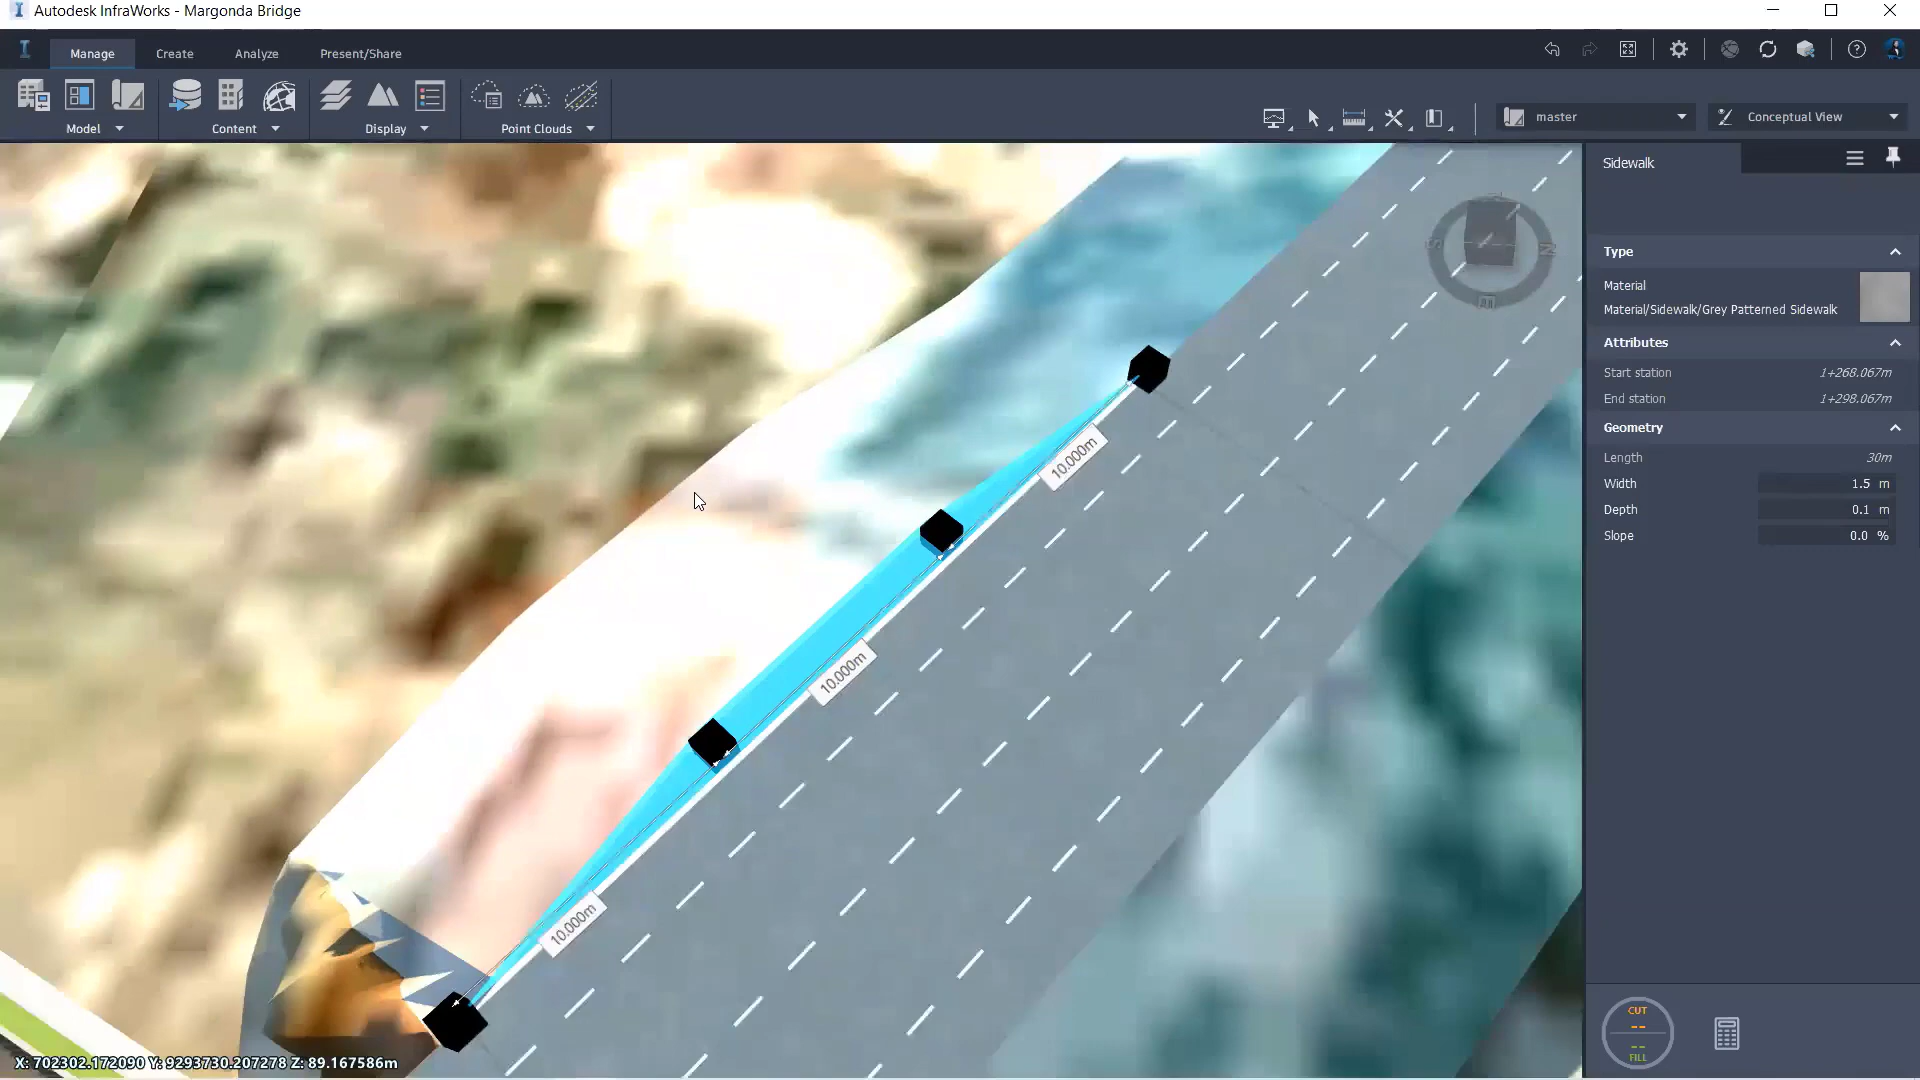 Autodesk InfraWorks - Margonda Bridge
Manage Create Analyze Present/Share
Model Content Display Point Clouds
master Conceptual View
Sidewalk
Type
Material
Material/Sidewalk/Grey Patterned Sidewalk
Attributes
Start station 1+268.067m
End station 1+298.067m
Geometry
Length 30m
Width 1.5 m
Depth 0.1 m
Slope 0.0 %
10.000m
10.000m
10.000m
CUT
--
--
FILL
X: 702302.172090 Y: 9293730.207278 Z: 89.167586m